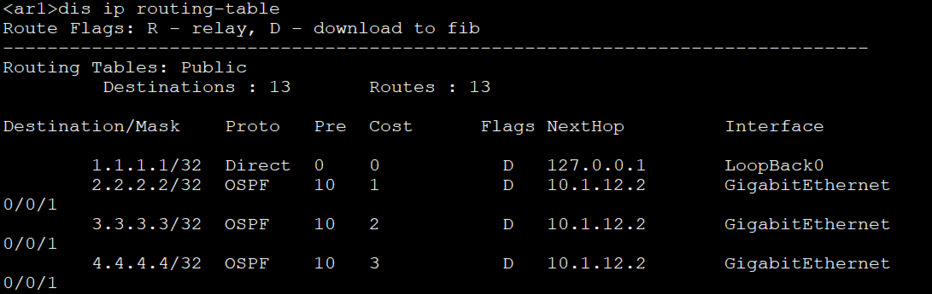 <ar1>dis ip routing-table
Route Flags: R - relay, D - download to fib
------------------------------------------------------------------------------
Routing Tables: Public
         Destinations : 13       Routes : 13

Destination/Mask    Proto   Pre  Cost      Flags NextHop         Interface

        1.1.1.1/32  Direct  0    0           D   127.0.0.1       LoopBack0
        2.2.2.2/32  OSPF    10   1           D   10.1.12.2       GigabitEthernet
0/0/1
        3.3.3.3/32  OSPF    10   2           D   10.1.12.2       GigabitEthernet
0/0/1
        4.4.4.4/32  OSPF    10   3           D   10.1.12.2       GigabitEthernet
0/0/1